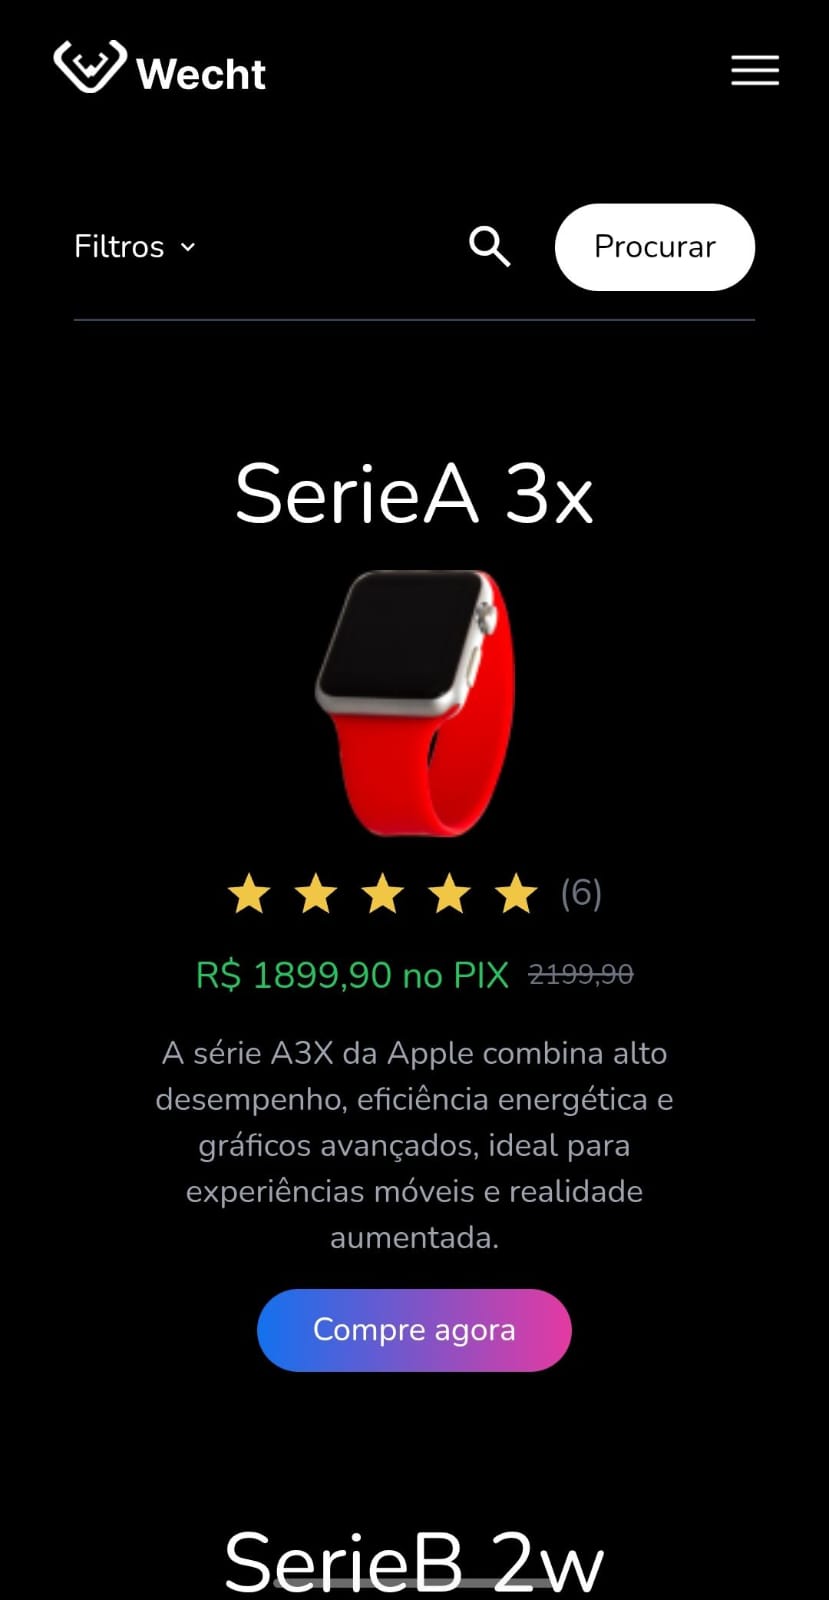 Wecht
Filtros
Procurar
SerieA 3x
(6)
R$ 1899,90 no PIX 2199,90
A série A3X da Apple combina alto
desempenho, eficiência energética e
gráficos avançados, ideal para
experiências móveis e realidade
aumentada.
Compre agora
SerieB 2w